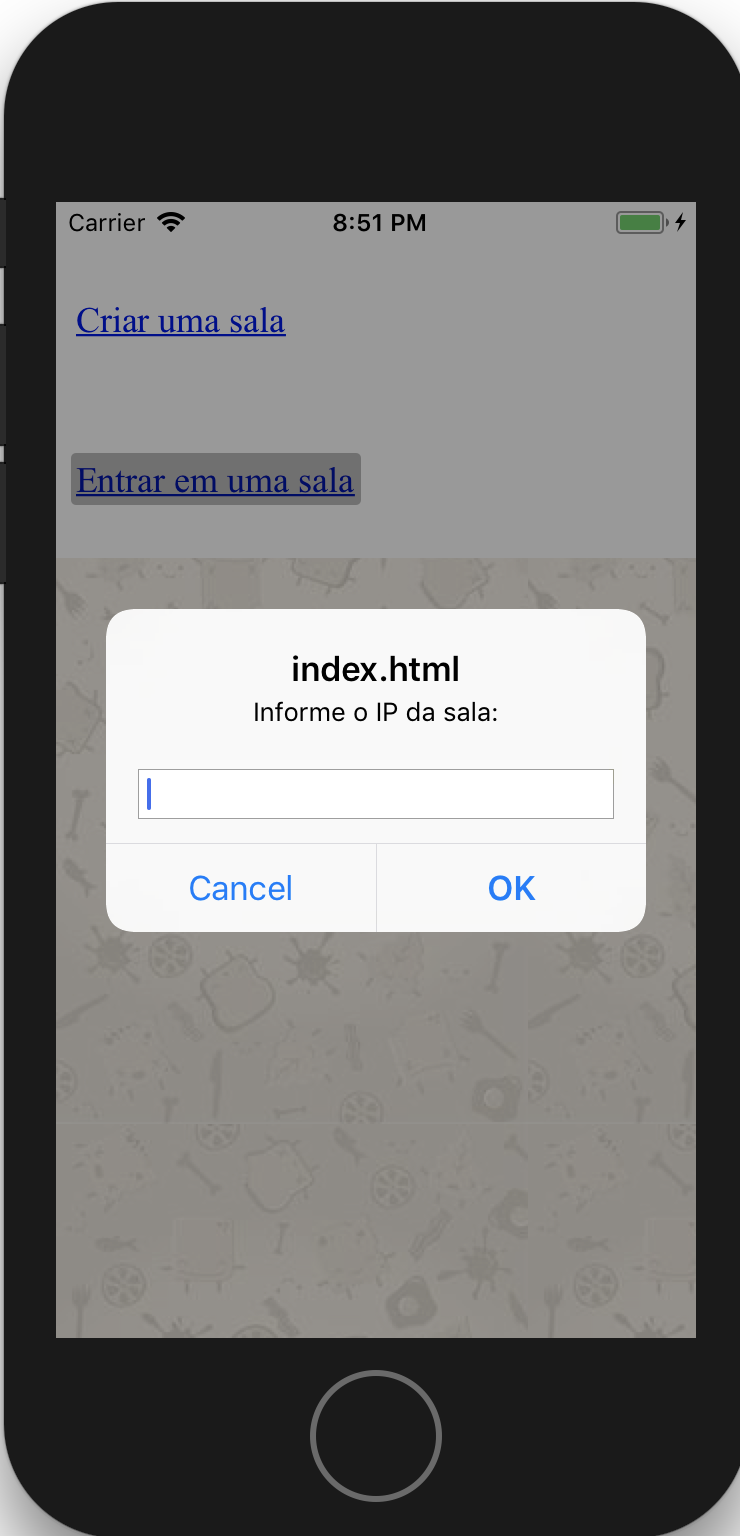 Carrier 8:51 PM
Criar uma sala
Entrar em uma sala
index.html
Informe o IP da sala:
Cancel OK